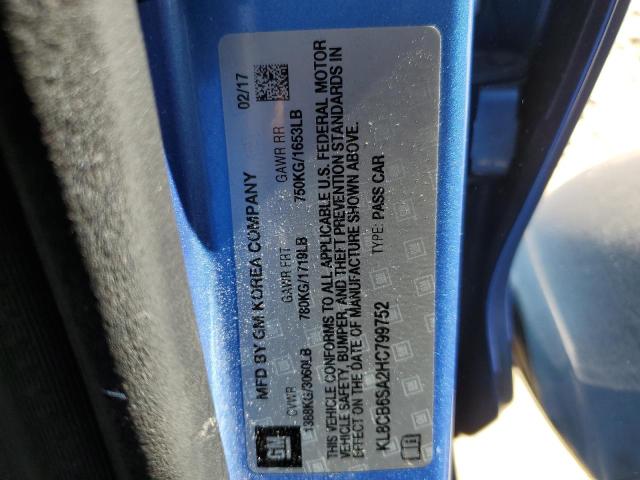 GM
MFD BY GM KOREA COMPANY 02/17
GVWR GAWR FRT GAWR RR
1388KG/3060LB 780KG/1719LB 750KG/1653LB
THIS VEHICLE CONFORMS TO ALL APPLICABLE U.S. FEDERAL MOTOR
VEHICLE SAFETY, BUMPER, AND THEFT PREVENTION STANDARDS IN
EFFECT ON THE DATE OF MANUFACTURE SHOWN ABOVE.
KL8CB6SA2HC799752 TYPE: PASS CAR